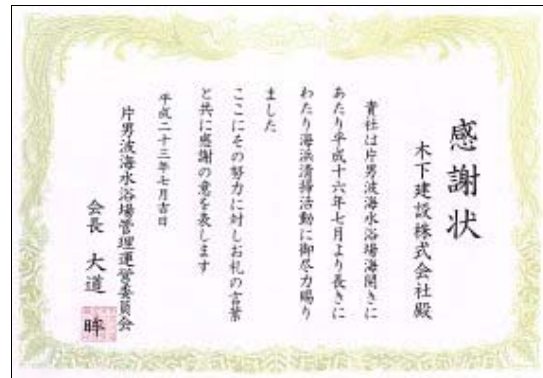 感謝状
木下建設株式会社殿
貴社は片男波海水浴場海開きに
あたり平成十六年七月より長きに
わたり海浜清掃活動に御尽力賜り
ました
ここにその努力に対しお礼の言葉
と共に感謝の意を表します
平成二十三年七月吉日
片男波海水浴場管理運営委員会
会長 大道